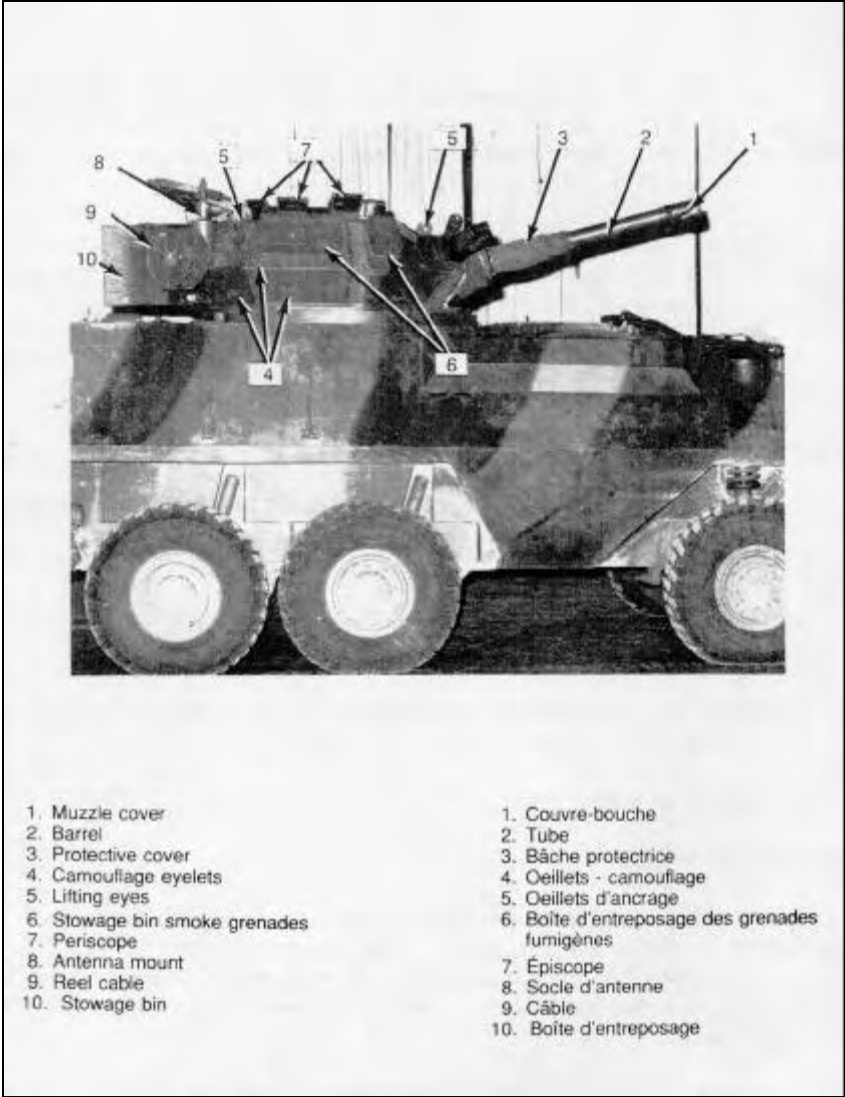 8
5
7
5
3
2
1
9
10
4
6
1. Muzzle cover
2. Barrel
3. Protective cover
4. Camouflage eyelets
5. Lifting eyes
6. Stowage bin smoke grenades
7. Periscope
8. Antenna mount
9. Reel cable
10. Stowage bin
1. Couvre-bouche
2. Tube
3. Bâche protectrice
4. Oeillets - camouflage
5. Oeillets d'ancrage
6. Boîte d'entreposage des grenades
fumigènes
7. Épiscope
8. Socle d'antenne
9. Câble
10. Boîte d'entreposage